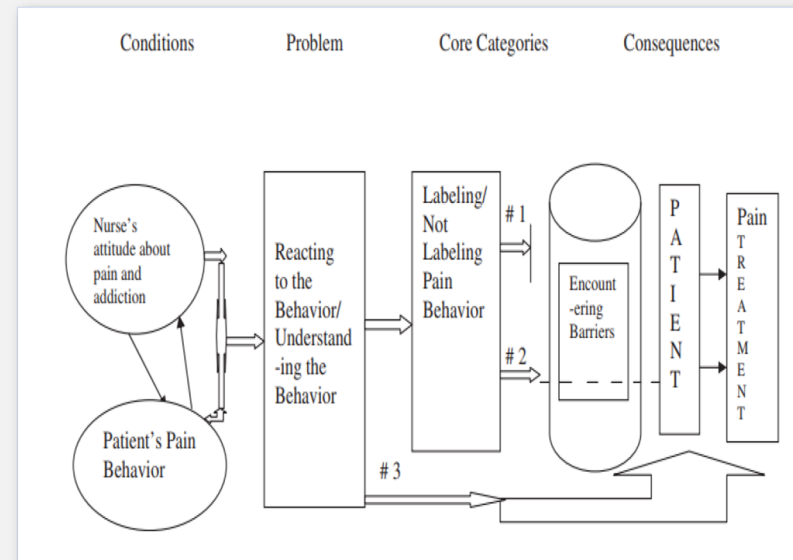 Conditions
Problem
Core Categories
Consequences
Nurse's
attitude about
pain and
addiction
Patient's Pain
Behavior
Reacting
to the
Behavior/
Understand
-ing the
Behavior
Labeling/
Not
Labeling
Pain
Behavior
# 1
# 2
# 3
Encount
-ering
Barriers
P
A
T
I
E
N
T
Pain
T
R
E
A
T
M
E
N
T